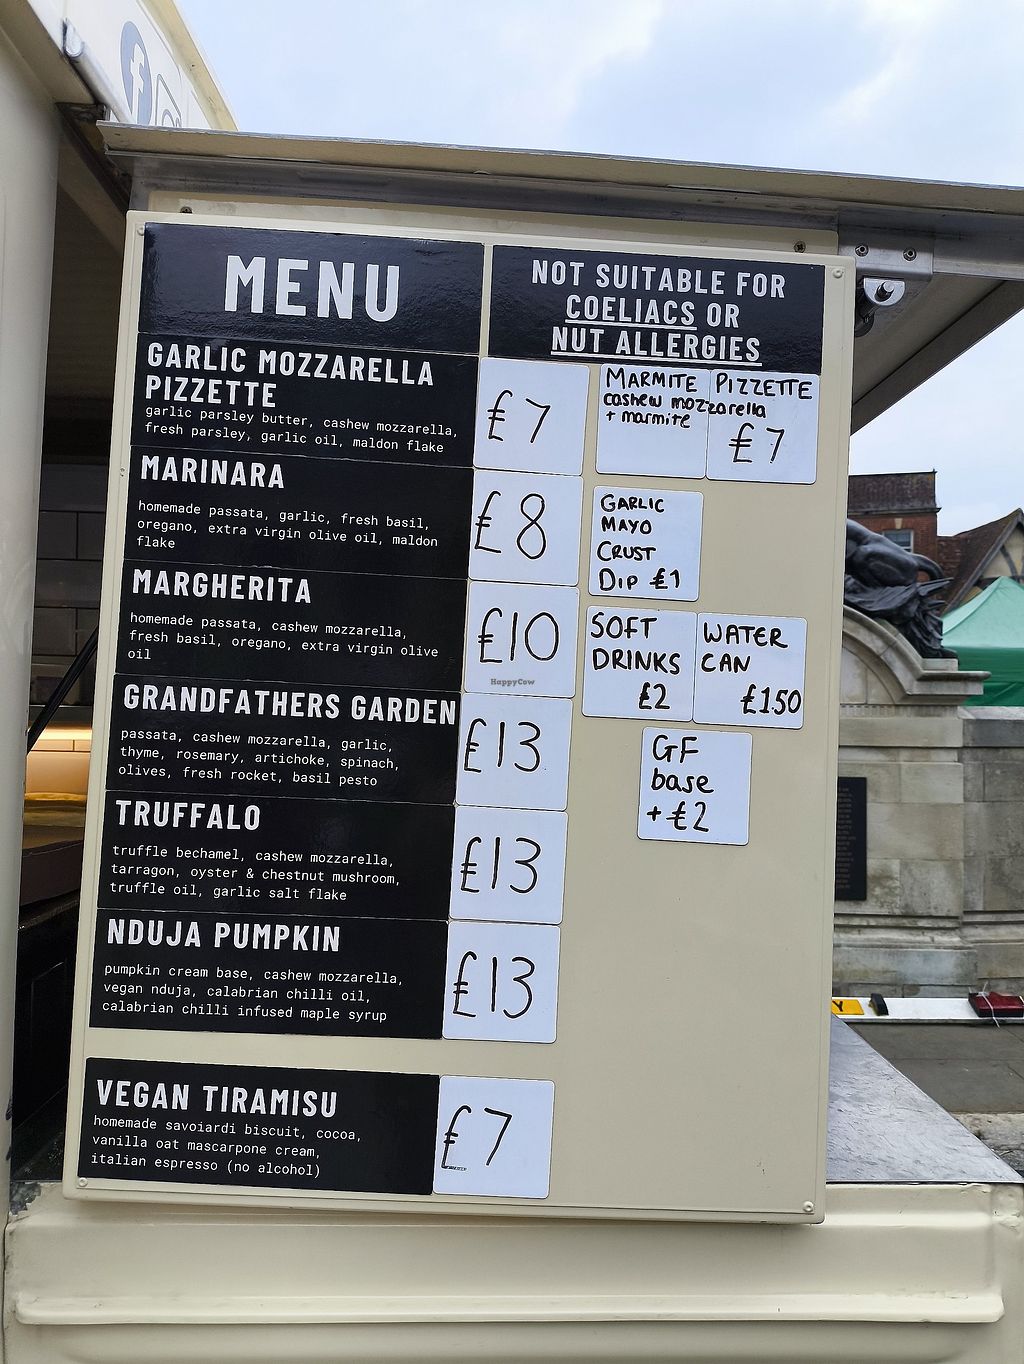 MENU
GARLIC MOZZARELLA
PIZZETTE
garlic parsley butter, cashew mozzarella,
fresh parsley, garlic oil, maldon flake
£7
MARINARA
homemade passata, garlic, fresh basil,
oregano, extra virgin olive oil, maldon
flake
£8
MARGHERITA
homemade passata, cashew mozzarella,
fresh basil, oregano, extra virgin olive
oil
£10
HappyCow
GRANDFATHERS GARDEN
passata, cashew mozzarella, garlic,
thyme, rosemary, artichoke, spinach,
olives, fresh rocket, basil pesto
£13
TRUFFALO
truffle bechamel, cashew mozzarella,
tarragon, oyster & chestnut mushroom,
truffle oil, garlic salt flake
£13
NDUJA PUMPKIN
pumpkin cream base, cashew mozzarella,
vegan nduja, calabrian chilli oil,
calabrian chilli infused maple syrup
£13
VEGAN TIRAMISU
homemade savoiardi biscuit, cocoa,
vanilla oat mascarpone cream,
italian espresso (no alcohol)
£7
NOT SUITABLE FOR
COELIACS OR
NUT ALLERGIES
MARMITE PIZZETTE
cashew mozzarella
+ marmite
£7
GARLIC
MAYO
CRUST
DIP £1
SOFT
DRINKS
£2
WATER
CAN
£1.50
GF
base
+ £2